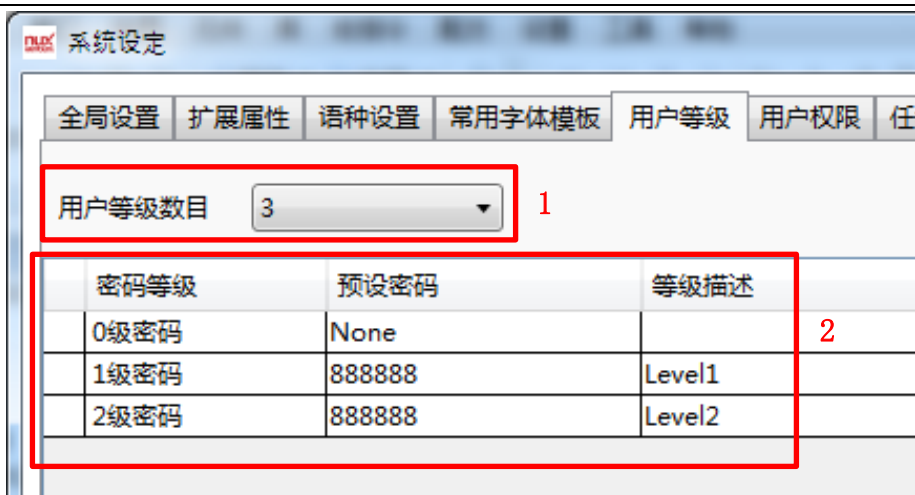 nux
系统设定
全局设置 扩展属性 语种设置 常用字体模板 用户等级 用户权限 任
用户等级数目 3 1
密码等级 预设密码 等级描述
0级密码 None 2
1级密码 888888 Level1
2级密码 888888 Level2